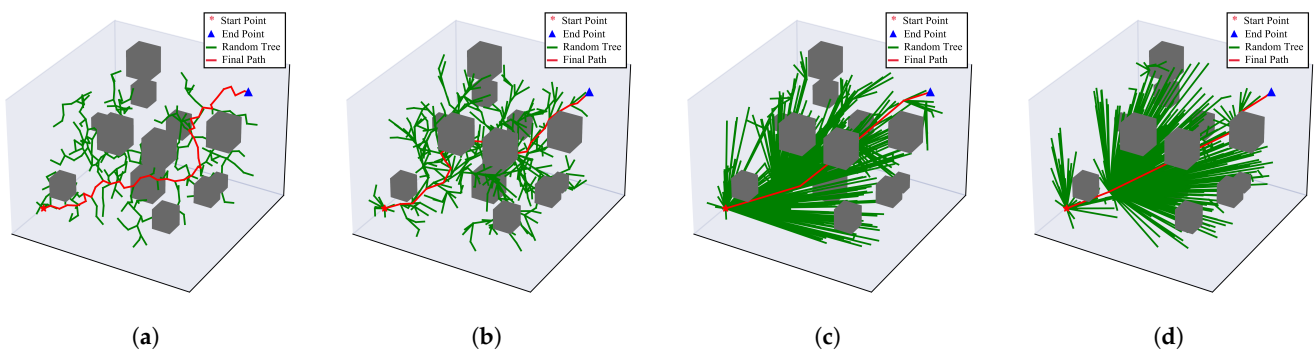 * Start Point
▲ End Point
Random Tree
Final Path
* Start Point
▲ End Point
Random Tree
Final Path
* Start Point
▲ End Point
Random Tree
Final Path
* Start Point
▲ End Point
Random Tree
Final Path
(a)
(b)
(c)
(d)